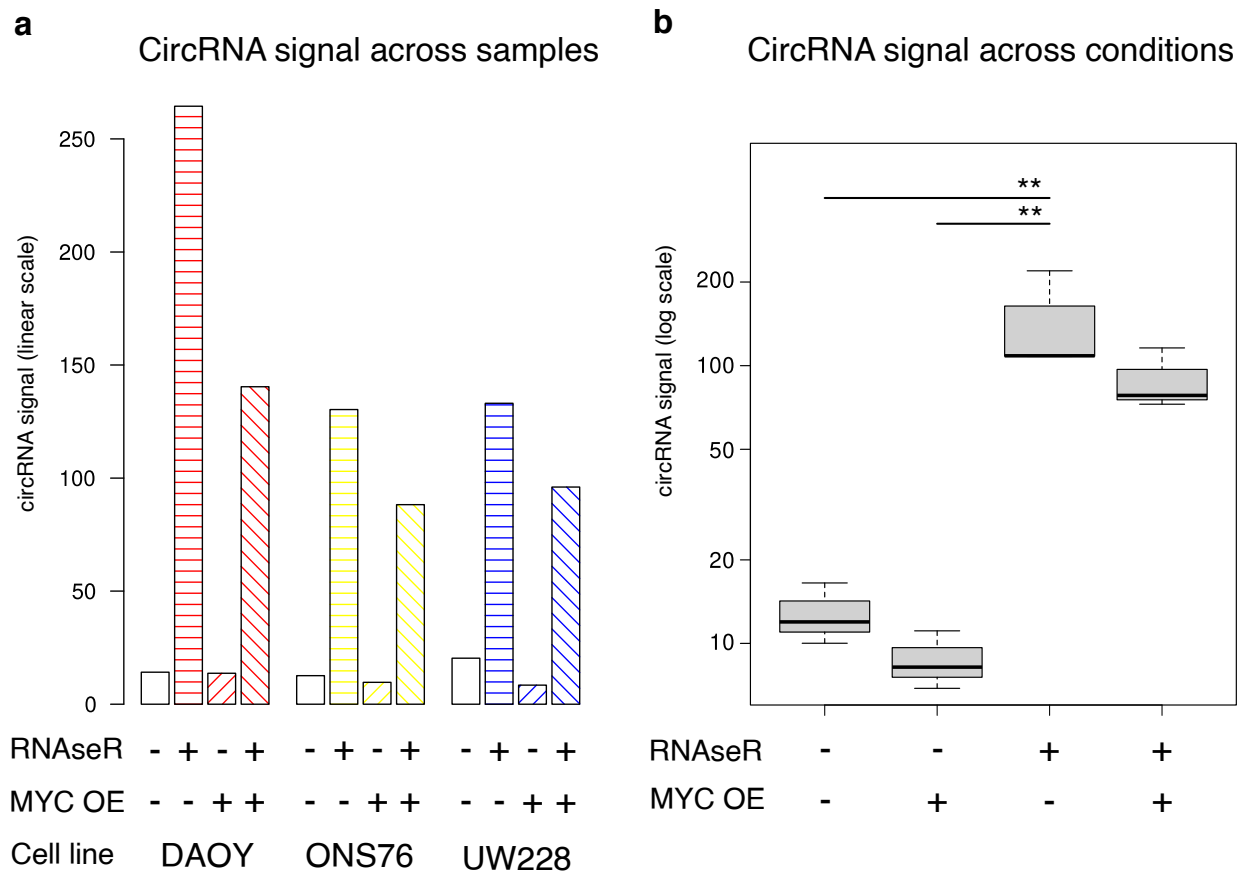 a
CircRNA signal across samples
circRNA signal (linear scale)
250
200
150
100
50
0
RNAseR - + - + - + - + - + - +
MYC OE - - + + - - + + - - + +
Cell line DAOY ONS76 UW228
b
CircRNA signal across conditions
circRNA signal (log scale)
**
**
200
100
50
20
10
RNAseR - - + +
MYC OE - + - +